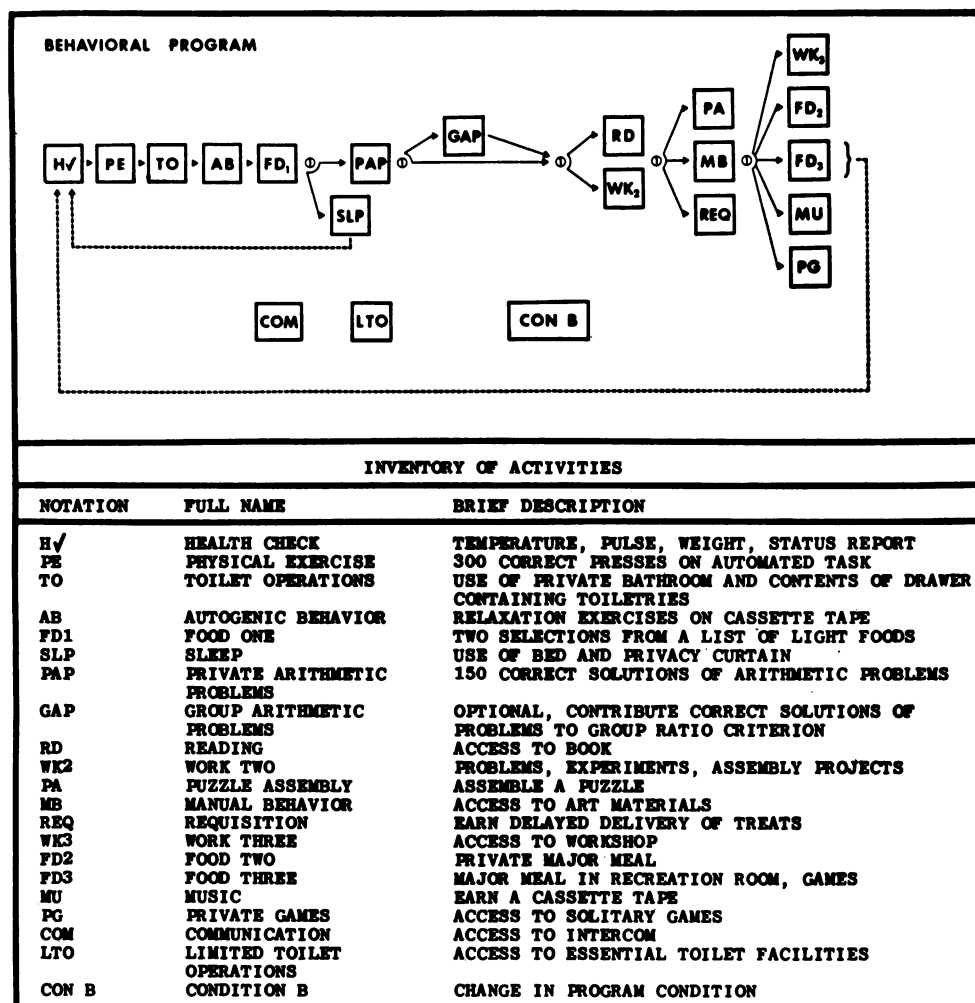 BEHAVIORAL PROGRAM
WK3
PA
FD2
GAP
RD
H√ PE TO AB FD1 PAP MB FD3
WK2
SLP REQ MU
PG
COM LTO CON B
INVENTORY OF ACTIVITIES
NOTATION FULL NAME BRIEF DESCRIPTION
H√ HEALTH CHECK TEMPERATURE, PULSE, WEIGHT, STATUS REPORT
PE PHYSICAL EXERCISE 300 CORRECT PRESSES ON AUTOMATED TASK
TO TOILET OPERATIONS USE OF PRIVATE BATHROOM AND CONTENTS OF DRAWER
CONTAINING TOILETRIES
AB AUTOGENIC BEHAVIOR RELAXATION EXERCISES ON CASSETTE TAPE
FD1 FOOD ONE TWO SELECTIONS FROM A LIST OF LIGHT FOODS
SLP SLEEP USE OF BED AND PRIVACY CURTAIN
PAP PRIVATE ARITHMETIC 150 CORRECT SOLUTIONS OF ARITHMETIC PROBLEMS
PROBLEMS
GAP GROUP ARITHMETIC OPTIONAL, CONTRIBUTE CORRECT SOLUTIONS OF
PROBLEMS PROBLEMS TO GROUP RATIO CRITERION
RD READING ACCESS TO BOOK
WK2 WORK TWO PROBLEMS, EXPERIMENTS, ASSEMBLY PROJECTS
PA PUZZLE ASSEMBLY ASSEMBLE A PUZZLE
MB MANUAL BEHAVIOR ACCESS TO ART MATERIALS
REQ REQUISITION EARN DELAYED DELIVERY OF TREATS
WK3 WORK THREE ACCESS TO WORKSHOP
FD2 FOOD TWO PRIVATE MAJOR MEAL
FD3 FOOD THREE MAJOR MEAL IN RECREATION ROOM, GAMES
MU MUSIC EARN A CASSETTE TAPE
PG PRIVATE GAMES ACCESS TO SOLITARY GAMES
COM COMMUNICATION ACCESS TO INTERCOM
LTO LIMITED TOILET ACCESS TO ESSENTIAL TOILET FACILITIES
OPERATIONS
CON B CONDITION B CHANGE IN PROGRAM CONDITION